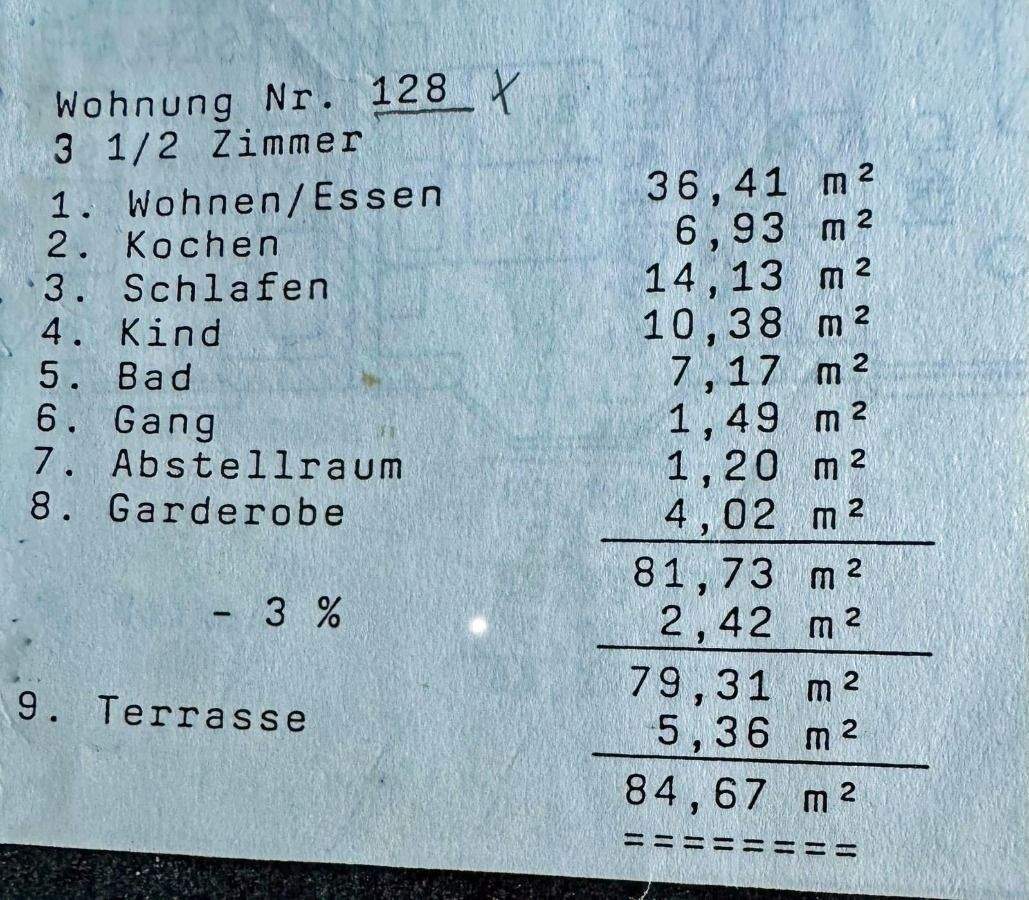 Wohnung Nr. 128 X
3 1/2 Zimmer
1. Wohnen/Essen 36,41 m²
2. Kochen 6,93 m²
3. Schlafen 14,13 m²
4. Kind 10,38 m²
5. Bad 7,17 m²
6. Gang 1,49 m²
7. Abstellraum 1,20 m²
8. Garderobe 4,02 m²
81,73 m²
- 3 % 2,42 m²
79,31 m²
9. Terrasse 5,36 m²
84,67 m²
========